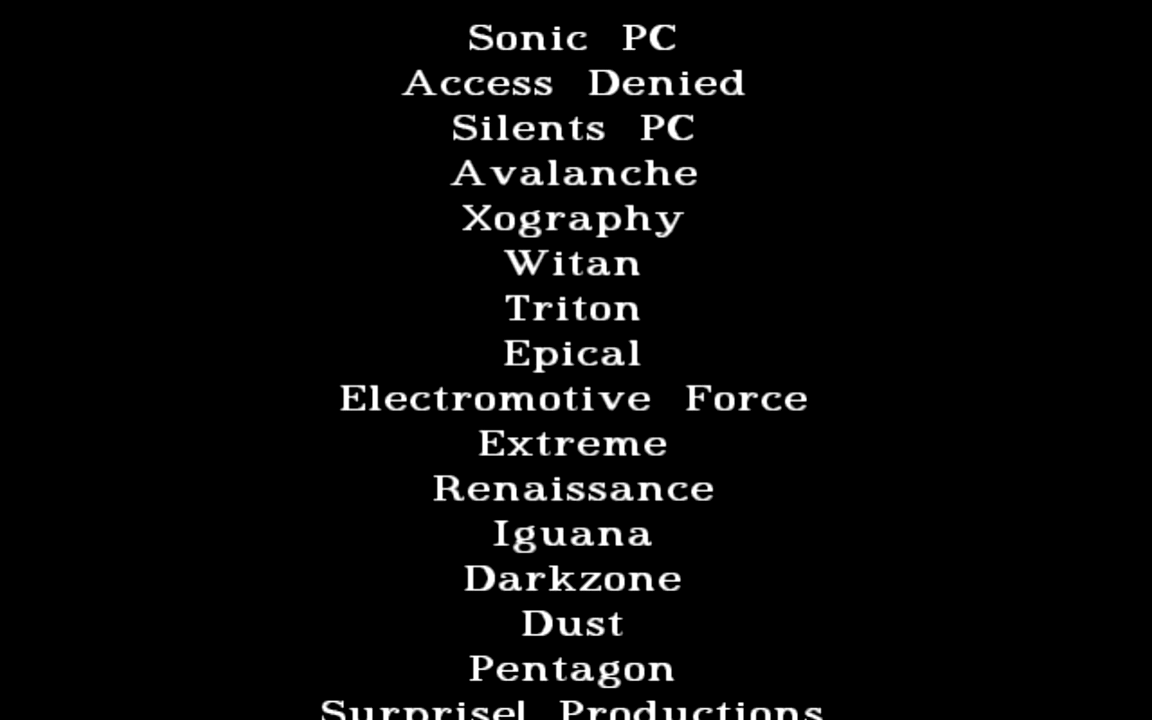 Sonic PC
Access Denied
Silents PC
Avalanche
Xography
Witan
Triton
Epical
Electromotive Force
Extreme
Renaissance
Iguana
Darkzone
Dust
Pentagon
Surprise! Productions